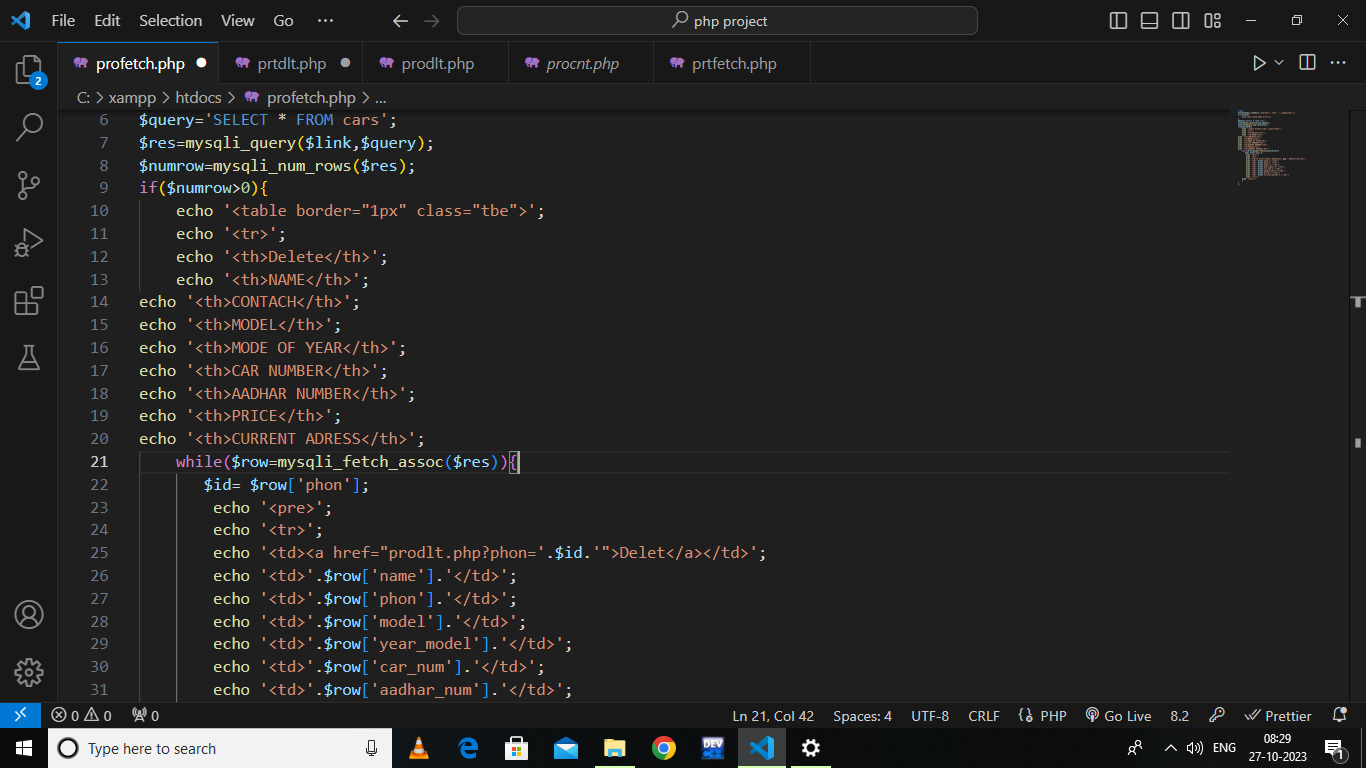 File Edit Selection View Go ··· php project
profetch.php prtdlt.php prodlt.php procnt.php prtfetch.php
C: > xampp > htdocs > profetch.php > ...
6 $query='SELECT * FROM cars';
7 $res=mysqli_query($link,$query);
8 $numrow=mysqli_num_rows($res);
9 if($numrow>0){
10 echo '<table border="1px" class="tbe">';
11 echo '<tr>';
12 echo '<th>Delete</th>';
13 echo '<th>NAME</th>';
14 echo '<th>CONTACH</th>';
15 echo '<th>MODEL</th>';
16 echo '<th>MODE OF YEAR</th>';
17 echo '<th>CAR NUMBER</th>';
18 echo '<th>AADHAR NUMBER</th>';
19 echo '<th>PRICE</th>';
20 echo '<th>CURRENT ADRESS</th>';
21 while($row=mysqli_fetch_assoc($res)){
22 $id= $row['phon'];
23 echo '<pre>';
24 echo '<tr>';
25 echo '<td><a href="prodlt.php?phon='.$id.'">Delet</a></td>';
26 echo '<td>'.$row['name'].'</td>';
27 echo '<td>'.$row['phon'].'</td>';
28 echo '<td>'.$row['model'].'</td>';
29 echo '<td>'.$row['year_model'].'</td>';
30 echo '<td>'.$row['car_num'].'</td>';
31 echo '<td>'.$row['aadhar_num'].'</td>';
2
0 0 0 Ln 21, Col 42 Spaces: 4 UTF-8 CRLF PHP Go Live 8.2 Prettier
Type here to search DEV ENG 08:29
27-10-2023 1